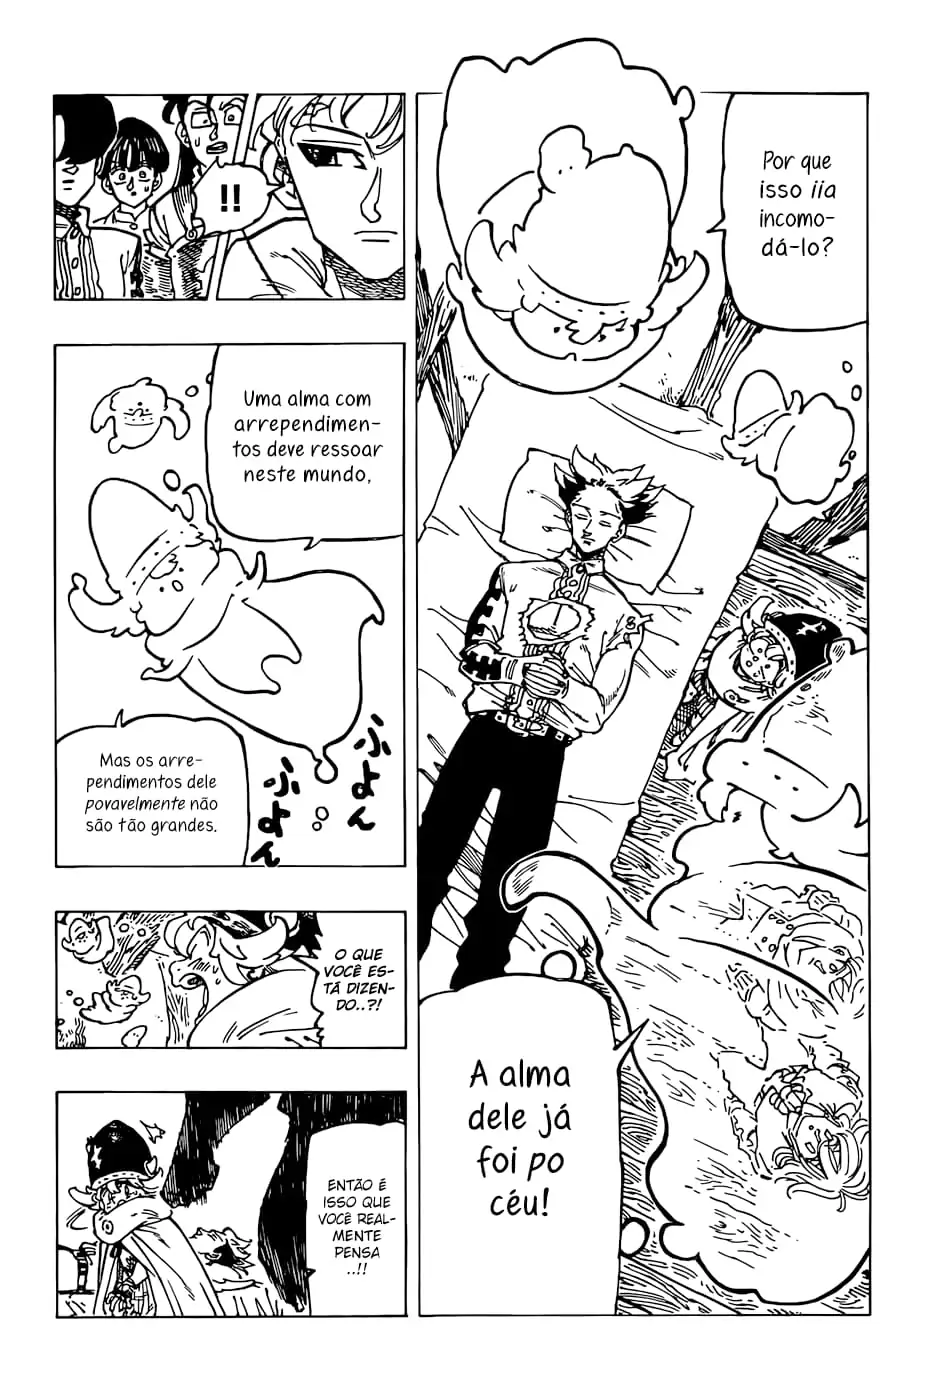 Por que
isso iia
incomo-
dá-lo?
A alma
dele já
foi po
céu!
!!
Uma alma com
arrependimen-
tos deve ressoar
neste mundo,
Mas os arre-
pendimentos dele
povavelmente não
são tão grandes.
ふよん
ふよん
O QUE
VOCÊ ES-
TÁ DIZEN-
DO..?!
ENTÃO É
ISSO QUE
VOCÊ REAL-
MENTE
PENSA
..!!